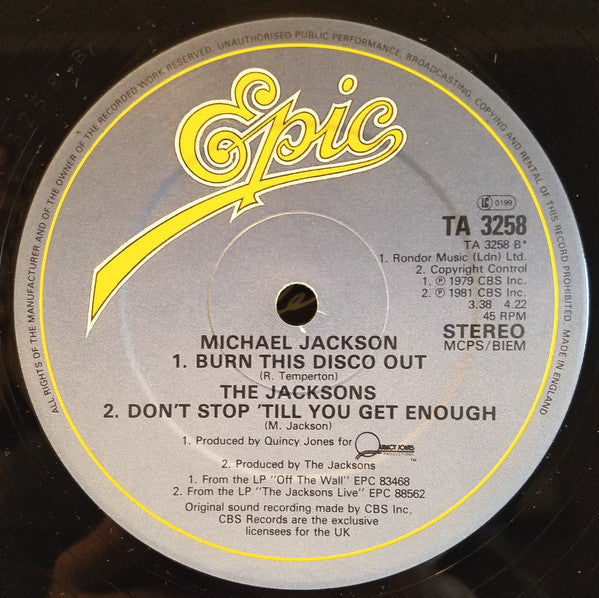 ALL RIGHTS OF THE MANUFACTURER AND OF THE OWNER OF THE RECORDED WORK RESERVED. UNAUTHORISED PUBLIC PERFORMANCE, BROADCASTING, COPYING AND RENTAL OF THIS RECORD PROHIBITED. MADE IN ENGLAND
Epic
LC 0199
TA 3258
TA 3258 B*
1. Rondor Music (Ldn) Ltd.
2. Copyright Control
1. ℗ 1979 CBS Inc.
2. ℗ 1981 CBS Inc.
3.38 4.22
45 RPM
STEREO
MCPS/BIEM
MICHAEL JACKSON
1. BURN THIS DISCO OUT
(R. Temperton)
THE JACKSONS
2. DON'T STOP 'TILL YOU GET ENOUGH
(M. Jackson)
1. Produced by Quincy Jones for QUINCY JONES
PRODUCTIONS
TM
2. Produced by The Jacksons
1. From the LP "Off The Wall" EPC 83468
2. From the LP "The Jacksons Live" EPC 88562
Original sound recording made by CBS Inc.
CBS Records are the exclusive
licensees for the UK